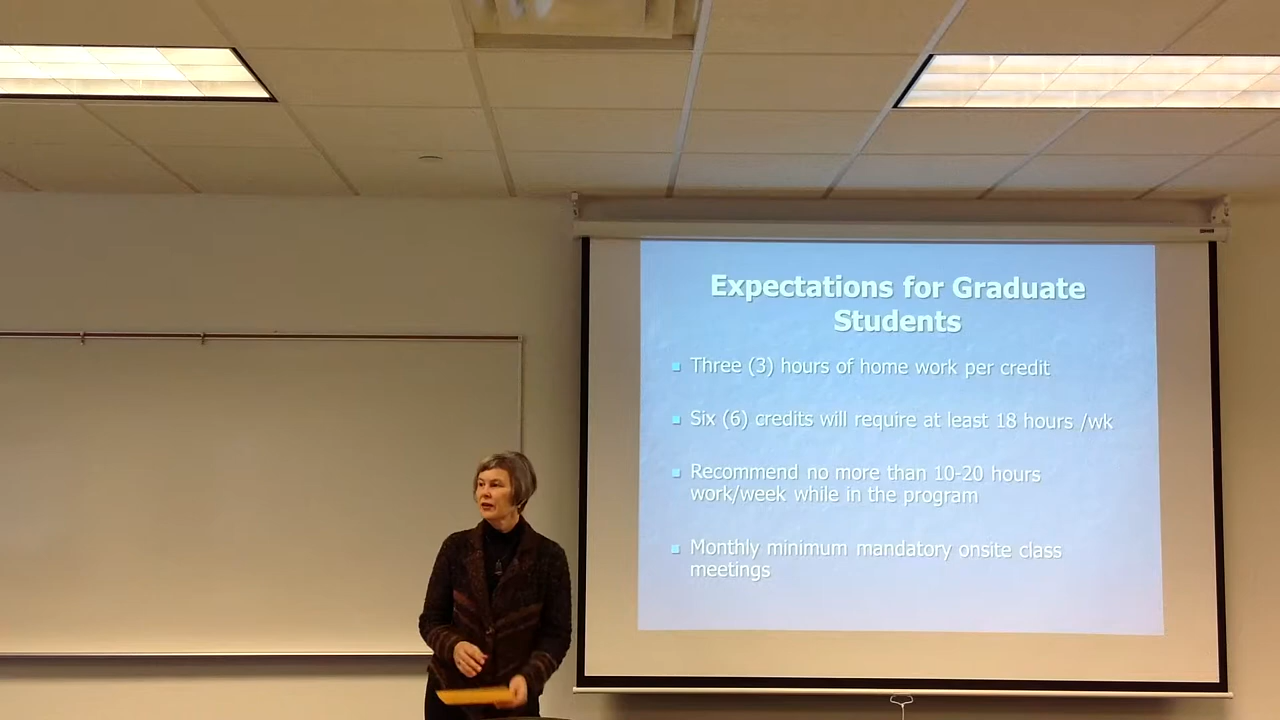 Expectations for Graduate
Students
Three (3) hours of home work per credit
Six (6) credits will require at least 18 hours /wk
Recommend no more than 10-20 hours
work/week while in the program
Monthly minimum mandatory onsite class
meetings